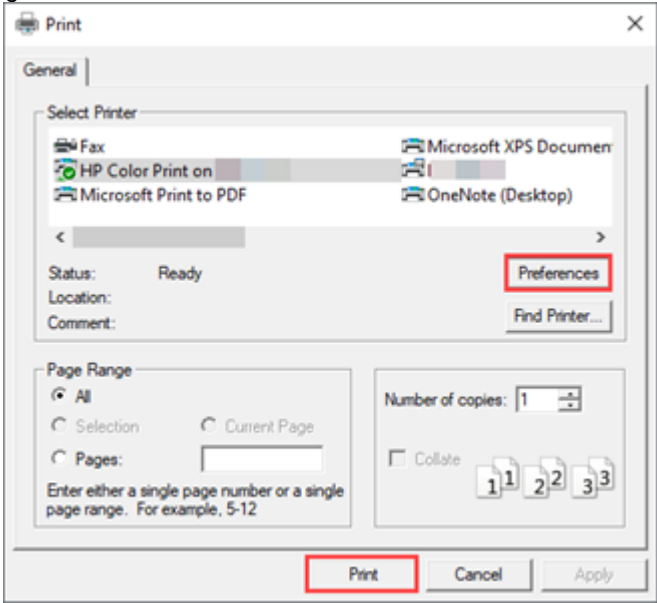 Print
General
Select Printer
Fax
Microsoft XPS Documen
HP Color Print on
Microsoft Print to PDF
OneNote (Desktop)
Status: Ready
Preferences
Location:
Comment:
Find Printer...
Page Range
All
Selection
Current Page
Pages:
Enter either a single page number or a single
page range. For example, 5-12
Number of copies: 1
Collate
1 1 2 2 3 3
Print
Cancel
Apply